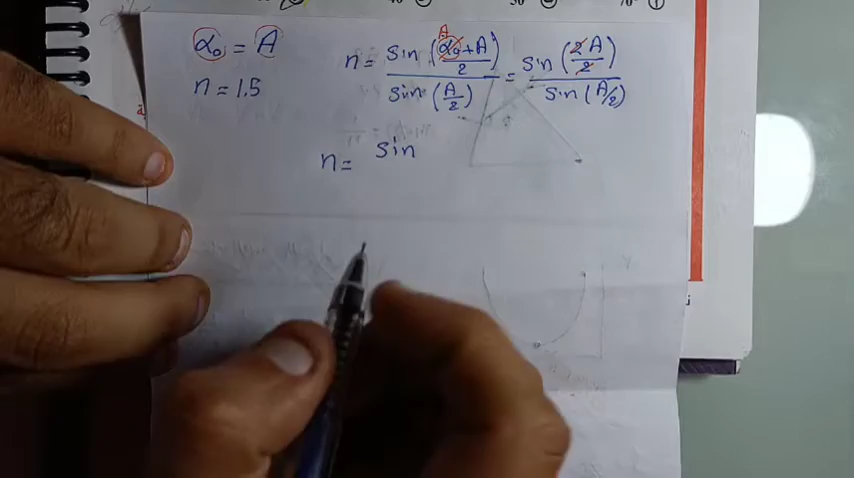 α₀ = A
n = 1.5
n = sin (α₀+A / 2) / sin (A/2) = sin (2A/2) / sin (A/2)
A
n = sin